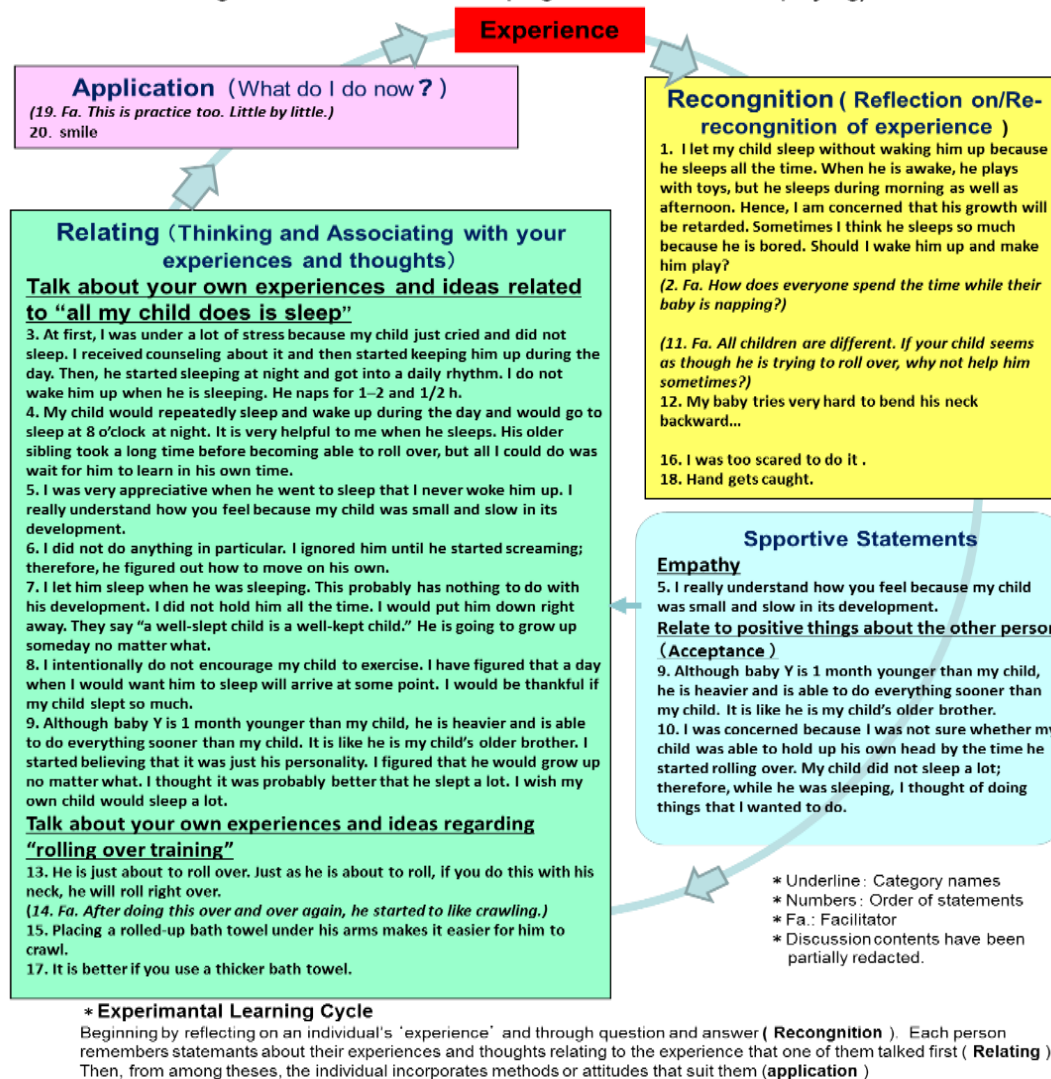 Experience
Application (What do I do now?)
(19. Fa. This is practice too. Little by little.)
20. smile
Recongnition ( Reflection on/Re-
recongnition of experience )
1. I let my child sleep without waking him up because
he sleeps all the time. When he is awake, he plays
with toys, but he sleeps during morning as well as
afternoon. Hence, I am concerned that his growth will
be retarded. Sometimes I think he sleeps so much
because he is bored. Should I wake him up and make
him play?
(2. Fa. How does everyone spend the time while their
baby is napping?)
(11. Fa. All children are different. If your child seems
as though he is trying to roll over, why not help him
sometimes?)
12. My baby tries very hard to bend his neck
backward...
16. I was too scared to do it .
18. Hand gets caught.
Relating (Thinking and Associating with your
experiences and thoughts)
Talk about your own experiences and ideas related
to “all my child does is sleep”
3. At first, I was under a lot of stress because my child just cried and did not
sleep. I received counseling about it and then started keeping him up during the
day. Then, he started sleeping at night and got into a daily rhythm. I do not
wake him up when he is sleeping. He naps for 1–2 and 1/2 h.
4. My child would repeatedly sleep and wake up during the day and would go to
sleep at 8 o’clock at night. It is very helpful to me when he sleeps. His older
sibling took a long time before becoming able to roll over, but all I could do was
wait for him to learn in his own time.
5. I was very appreciative when he went to sleep that I never woke him up. I
really understand how you feel because my child was small and slow in its
development.
6. I did not do anything in particular. I ignored him until he started screaming;
therefore, he figured out how to move on his own.
7. I let him sleep when he was sleeping. This probably has nothing to do with
his development. I did not hold him all the time. I would put him down right
away. They say “a well-slept child is a well-kept child.” He is going to grow up
someday no matter what.
8. I intentionally do not encourage my child to exercise. I have figured that a day
when I would want him to sleep will arrive at some point. I would be thankful if
my child slept so much.
9. Although baby Y is 1 month younger than my child, he is heavier and is able
to do everything sooner than my child. It is like he is my child’s older brother. I
started believing that it was just his personality. I figured that he would grow up
no matter what. I thought it was probably better that he slept a lot. I wish my
own child would sleep a lot.
Talk about your own experiences and ideas regarding
“rolling over training”
13. He is just about to roll over. Just as he is about to roll, if you do this with his
neck, he will roll right over.
(14. Fa. After doing this over and over again, he started to like crawling.)
15. Placing a rolled-up bath towel under his arms makes it easier for him to
crawl.
17. It is better if you use a thicker bath towel.
Spportive Statements
Empathy
5. I really understand how you feel because my child
was small and slow in its development.
Relate to positive things about the other person
(Acceptance )
9. Although baby Y is 1 month younger than my child,
he is heavier and is able to do everything sooner than
my child. It is like he is my child’s older brother.
10. I was concerned because I was not sure whether my
child was able to hold up his own head by the time he
started rolling over. My child did not sleep a lot;
therefore, while he was sleeping, I thought of doing
things that I wanted to do.
* Underline: Category names
* Numbers: Order of statements
* Fa.: Facilitator
* Discussion contents have been
partially redacted.
* Experimantal Learning Cycle
Beginning by reflecting on an individual's ‘experience’ and through question and answer ( Recongnition ). Each person
remembers statemants about their experiences and thoughts relating to the experience that one of them talked first ( Relating )
Then, from among theses, the individual incorporates methods or attitudes that suit them (application )